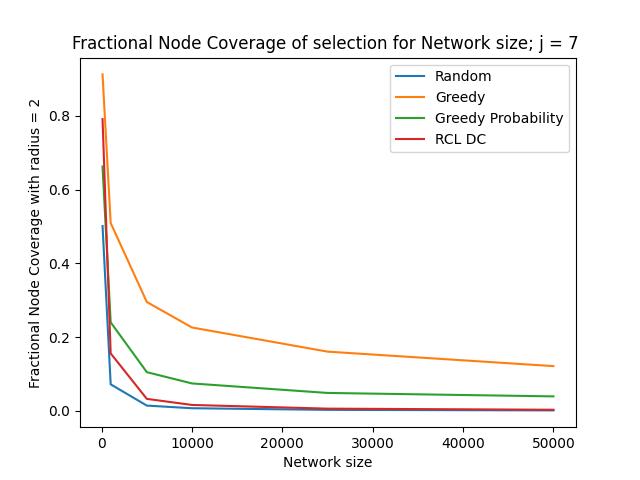 Fractional Node Coverage of selection for Network size; j = 7
Fractional Node Coverage with radius = 2
0.8
0.6
0.4
0.2
0.0
Random
Greedy
Greedy Probability
RCL DC
0 10000 20000 30000 40000 50000
Network size